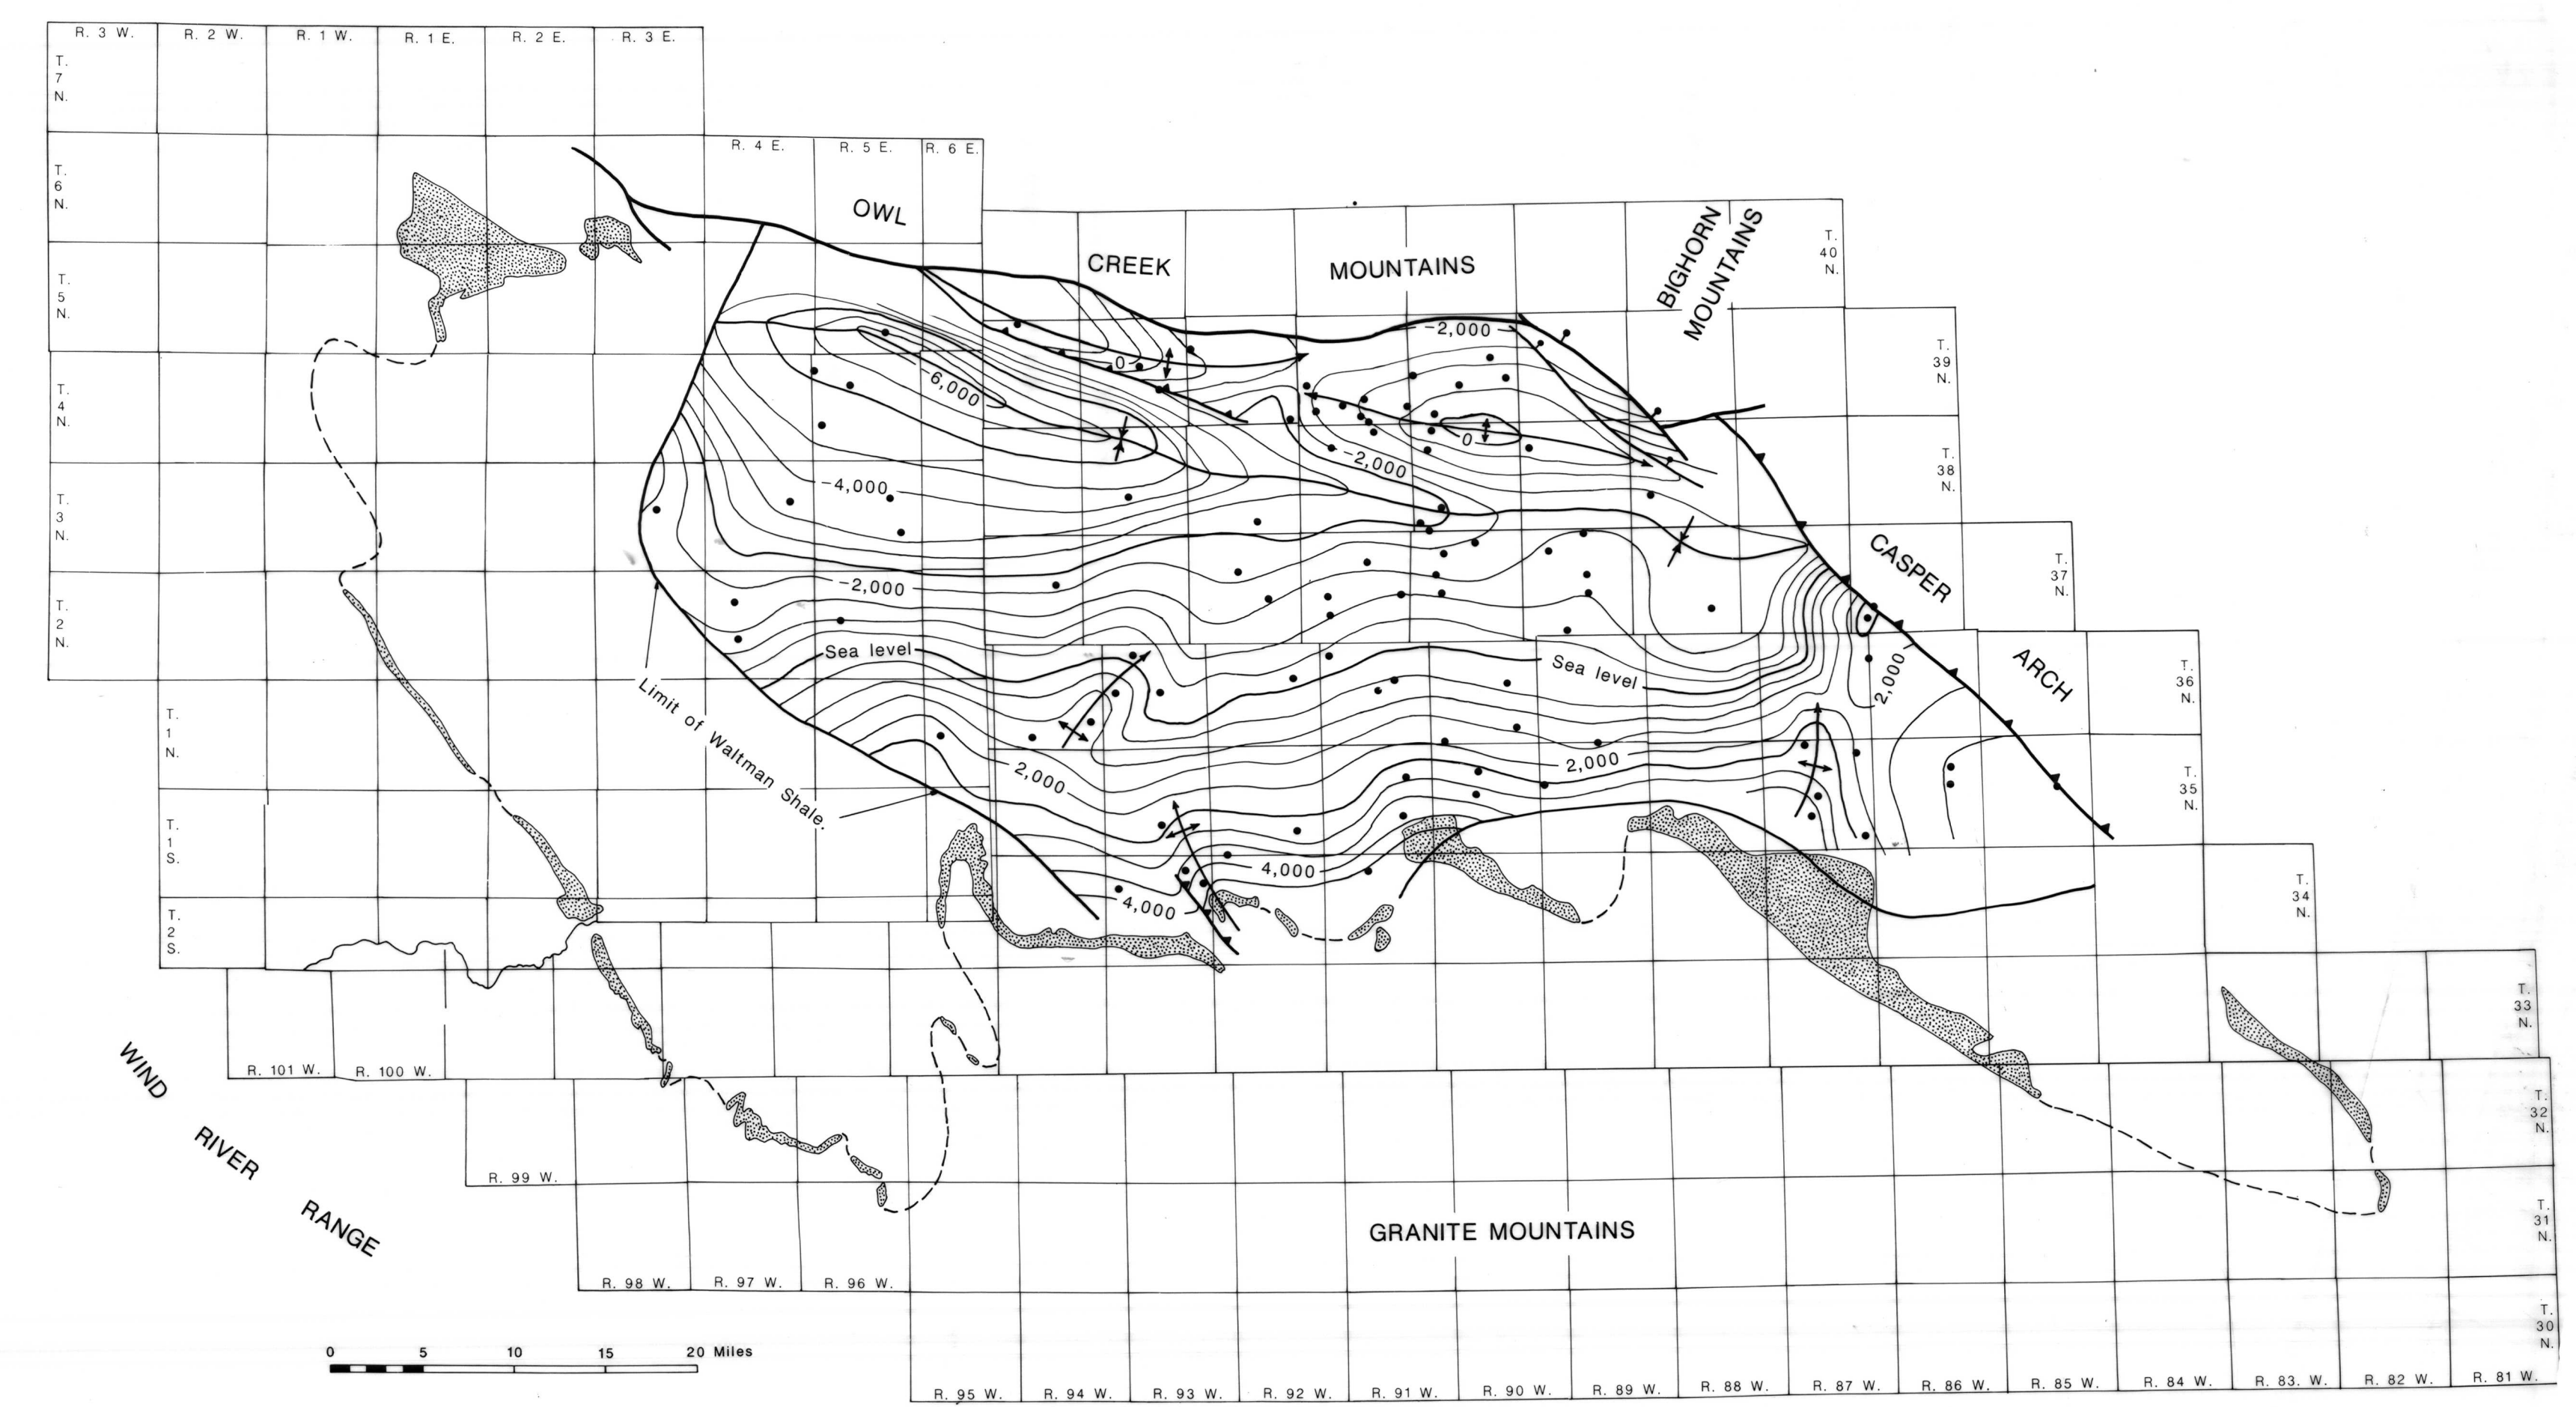 R. 3 W.
R. 2 W.
R. 1 W.
R. 1 E.
R. 2 E.
R. 3 E.
T.
7
N.
R. 4 E.
R. 5 E.
R. 6 E.
T.
6
N.
OWL
CREEK
MOUNTAINS
BIGHORN
MOUNTAINS
T.
40
N.
T.
5
N.
-2,000
T.
39
N.
0
-6,000
T.
4
N.
0
-2,000
T.
38
N.
-4,000
T.
3
N.
CASPER
T.
37
N.
-2,000
T.
2
N.
Sea level
Sea level
2,000
ARCH
T.
36
N.
Limit of Waltman Shale.
T.
1
N.
2,000
2,000
T.
35
N.
T.
1
S.
4,000
4,000
T.
34
N.
T.
2
S.
T.
33
N.
R. 101 W.
R. 100 W.
WIND
RIVER
RANGE
T.
32
N.
R. 99 W.
GRANITE MOUNTAINS
T.
31
N.
R. 98 W.
R. 97 W.
R. 96 W.
T.
30
N.
0 5 10 15 20 Miles
R. 95 W.
R. 94 W.
R. 93 W.
R. 92 W.
R. 91 W.
R. 90 W.
R. 89 W.
R. 88 W.
R. 87 W.
R. 86 W.
R. 85 W.
R. 84 W.
R. 83. W.
R. 82 W.
R. 81 W.